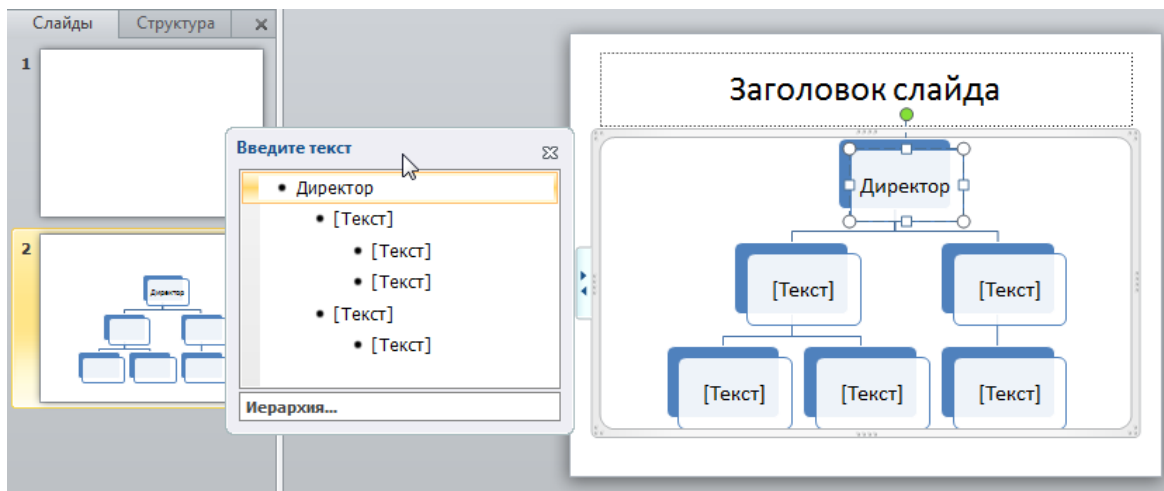 Слайды Структура
1
2
Директор
Введите текст
• Директор
• [Текст]
• [Текст]
• [Текст]
• [Текст]
• [Текст]
Иерархия...
Заголовок слайда
Директор
[Текст] [Текст]
[Текст] [Текст] [Текст]